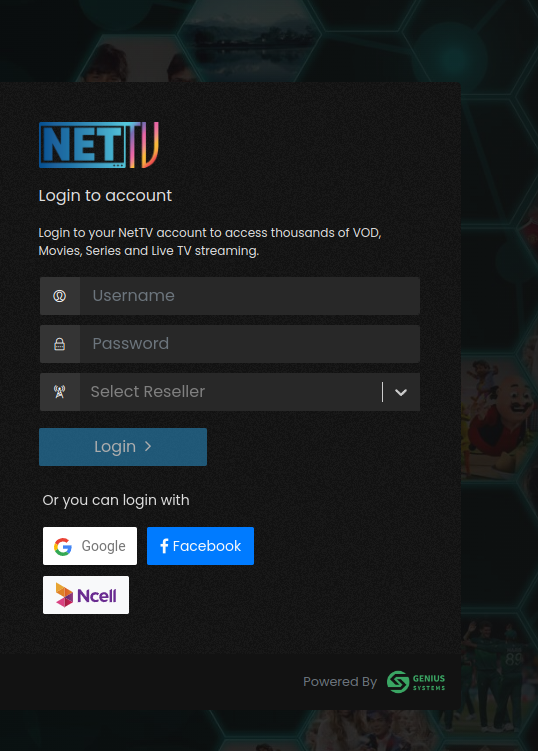 NETTV
Login to account
Login to your NetTV account to access thousands of VOD,
Movies, Series and Live TV streaming.
Username
Password
Select Reseller
Login
Or you can login with
Google
Facebook
Ncell
Powered By GENIUS
SYSTEMS
89